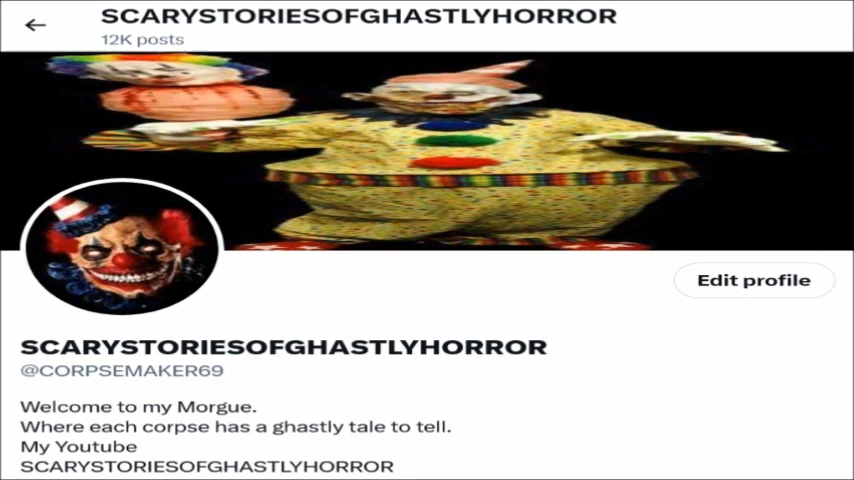 SCARYSTORIESOFGHASTLYHORROR
12K posts
Edit profile
SCARYSTORIESOFGHASTLYHORROR
@CORPSEMAKER69
Welcome to my Morgue.
Where each corpse has a ghastly tale to tell.
My Youtube
SCARYSTORIESOFGHASTLYHORROR